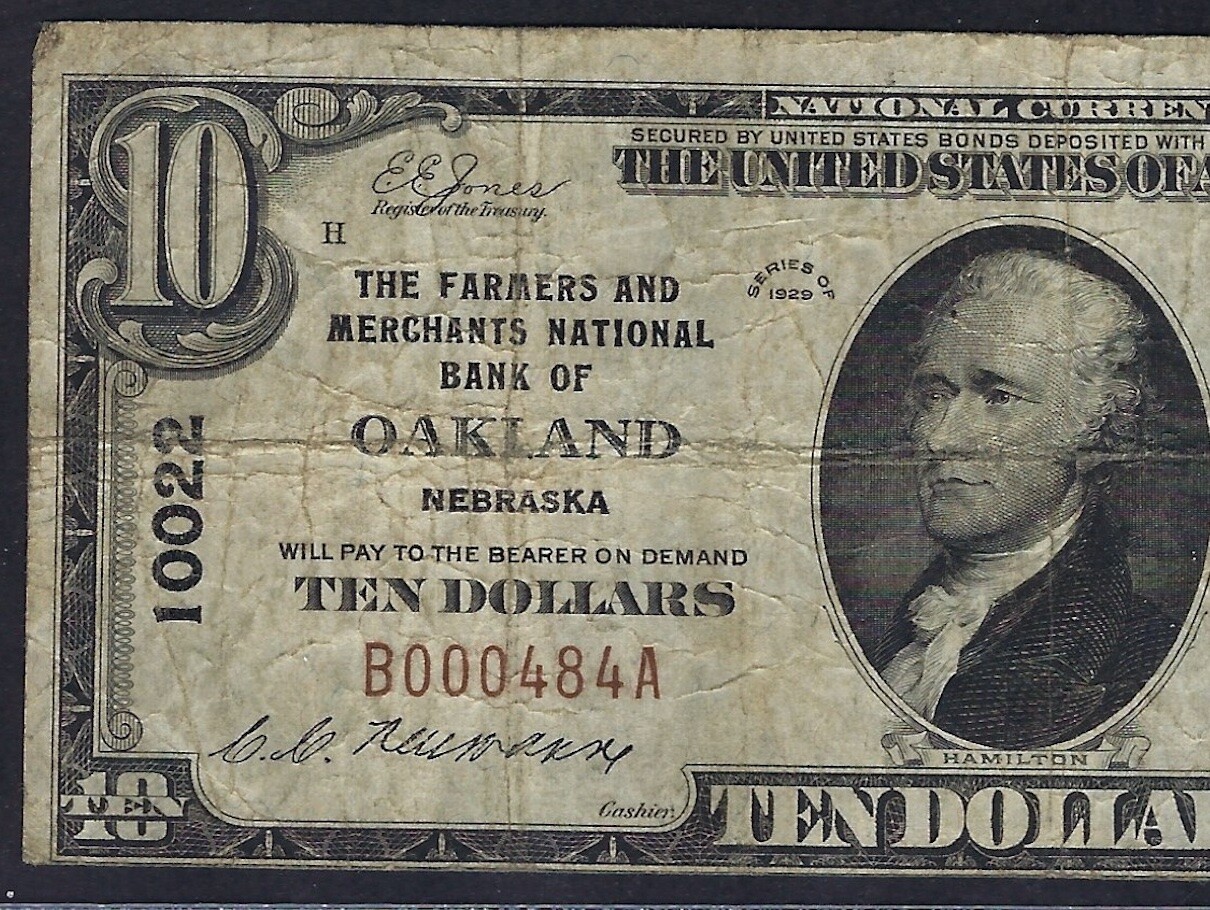 NATIONAL CURREN
SECURED BY UNITED STATES BONDS DEPOSITED WITH
THE UNITED STATES OF A
10
E E Jones
Register of the Treasury.
H
THE FARMERS AND
MERCHANTS NATIONAL
BANK OF
OAKLAND
NEBRASKA
SERIES OF
1929
10022
WILL PAY TO THE BEARER ON DEMAND
TEN DOLLARS
B000484A
C. C. Neumann
Cashier.
HAMILTON
10
TEN
TEN DOLLA